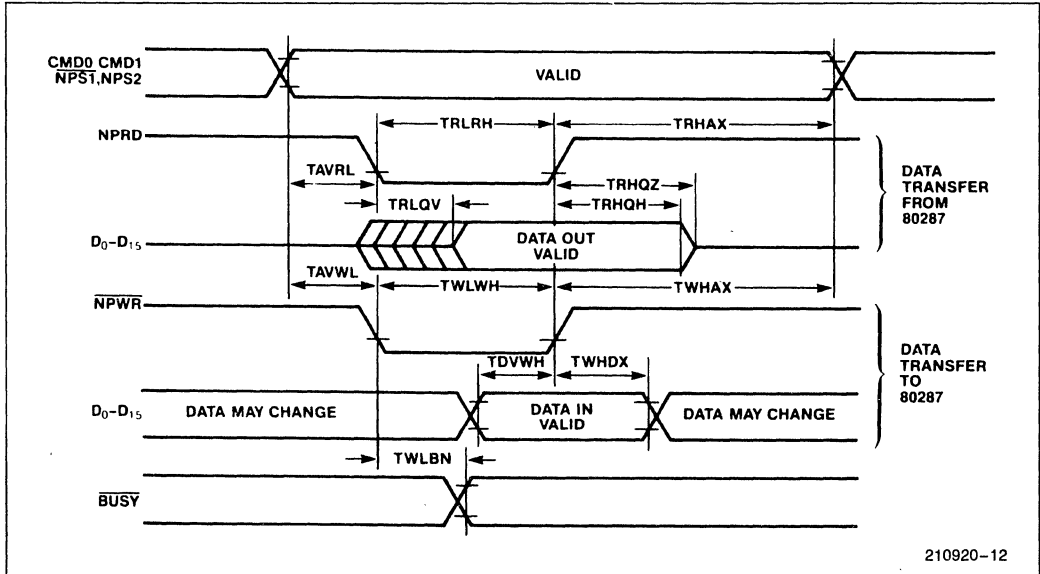 CMD0 CMD1
NPS1,NPS2
VALID
TRLRH
TRHAX
NPRD
TAVRL
TRHQZ
TRLQV
TRHQH
DATA
TRANSFER
FROM
80287
D0-D15
DATA OUT
VALID
TAVWL
TWLWH
TWHAX
NPWR
TDVWH
TWHDX
DATA
TRANSFER
TO
80287
D0-D15
DATA MAY CHANGE
DATA IN
VALID
DATA MAY CHANGE
TWLBN
BUSY
210920-12